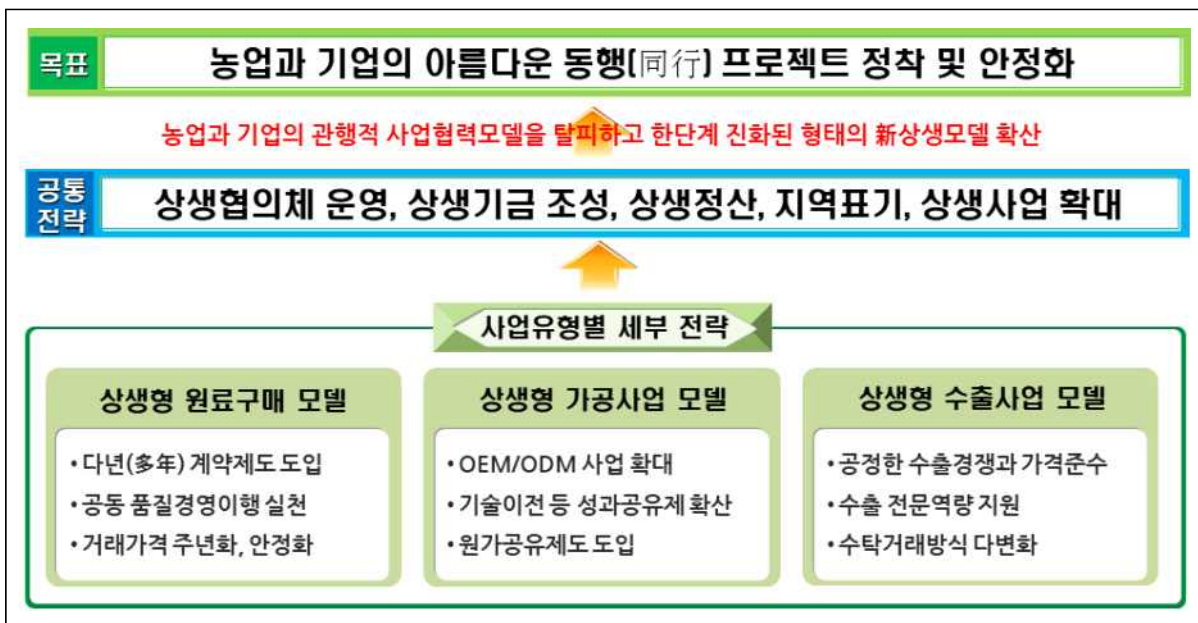 목표
농업과 기업의 아름다운 동행(同行) 프로젝트 정착 및 안정화
농업과 기업의 관행적 사업협력모델을 탈피하고 한단계 진화된 형태의 新상생모델 확산
공통
전략
상생협의체 운영, 상생기금 조성, 상생정산, 지역표기, 상생사업 확대
사업유형별 세부 전략
상생형 원료구매 모델
•다년(多年) 계약제도 도입
•공동 품질경영이행 실천
•거래가격 주년화, 안정화
상생형 가공사업 모델
•OEM/ODM 사업 확대
•기술이전 등 성과공유제 확산
•원가공유제도 도입
상생형 수출사업 모델
•공정한 수출경쟁과 가격준수
•수출 전문역량 지원
•수탁거래방식 다변화